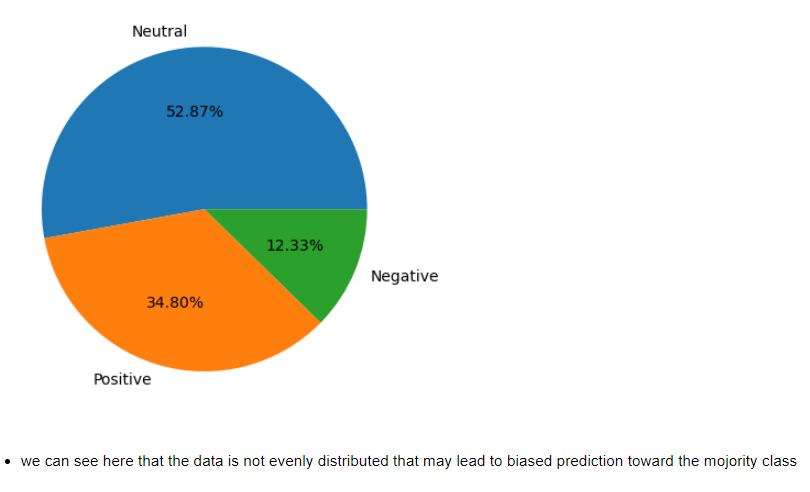 Neutral
52.87%
12.33%
Negative
34.80%
Positive
• we can see here that the data is not evenly distributed that may lead to biased prediction toward the mojority class